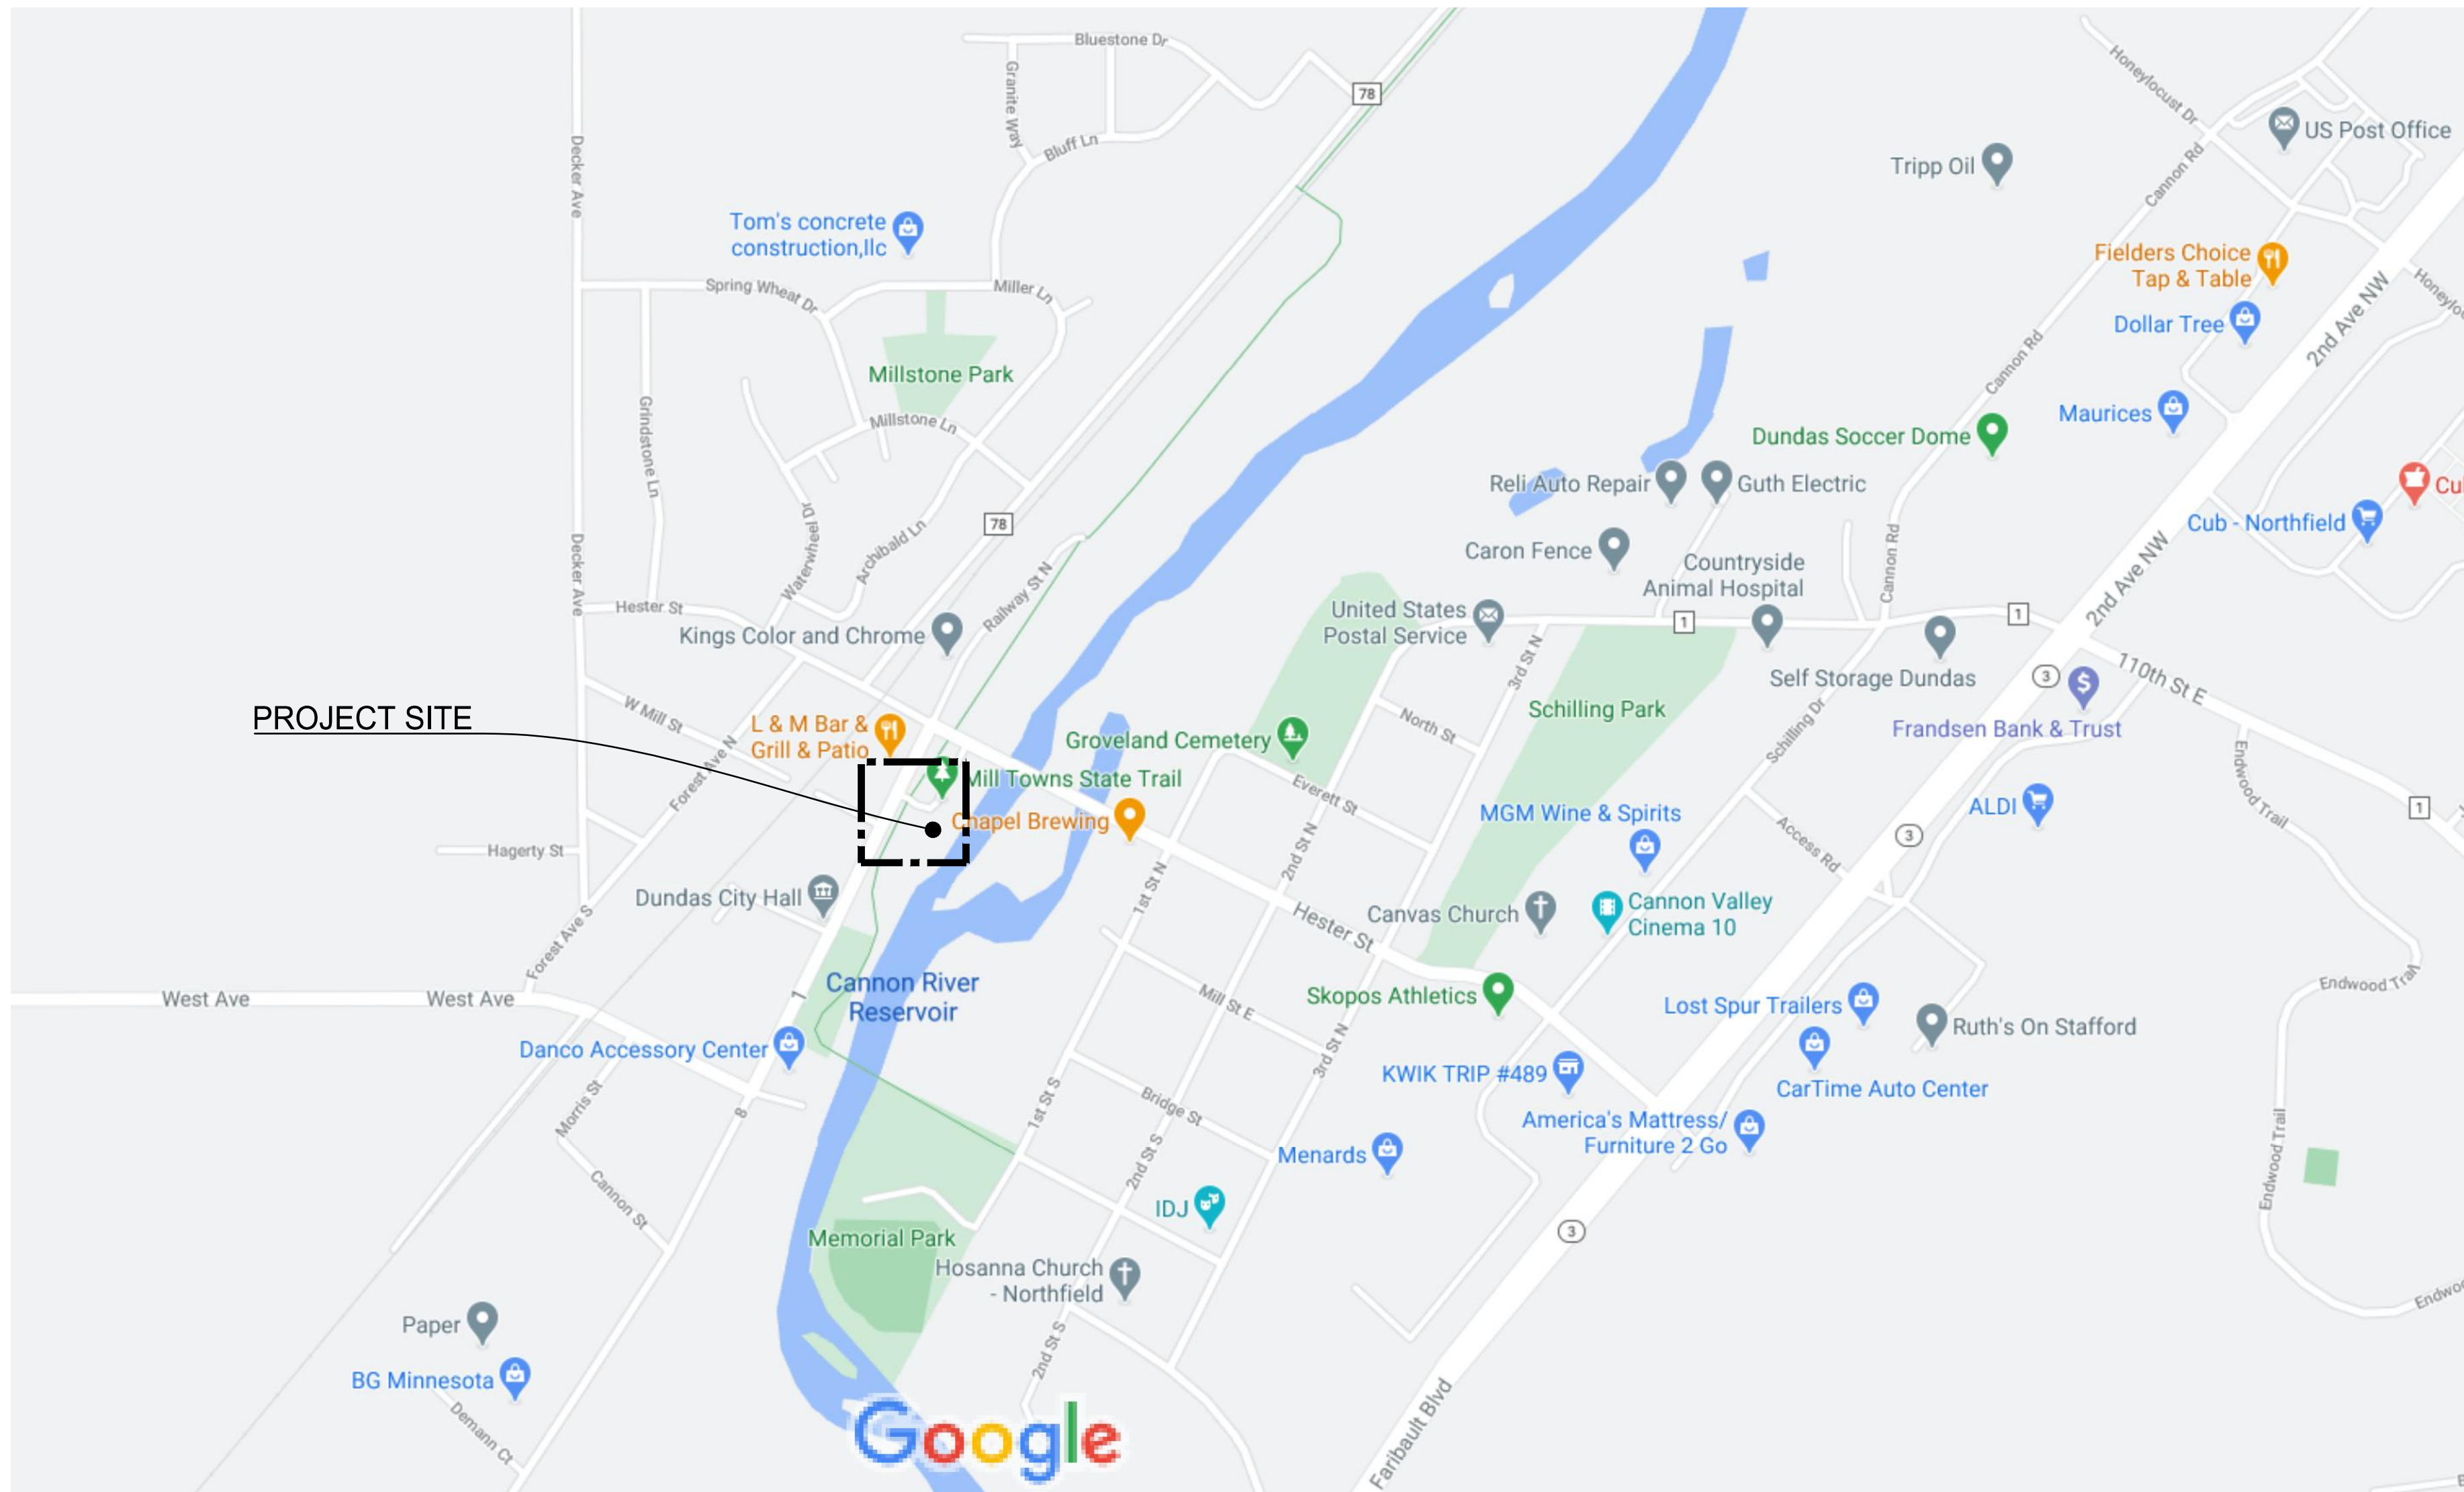 Bluestone Dr
Granite Way
Bluff Ln
78
Honeylocust Dr
US Post Office
Tripp Oil
Cannon Rd
Decker Ave
Tom's concrete
construction,llc
Fielders Choice
Tap & Table
Spring Wheat Dr
Miller Ln
Dollar Tree
2nd Ave NW
Cannon Rd
Millstone Park
Maurices
Grindstone Ln
Millstone Ln
Dundas Soccer Dome
Reli Auto Repair
Guth Electric
Cub - Northfield
78
Waterwheel Dr
Archibald Ln
Decker Ave
Caron Fence
Countryside
Animal Hospital
Cannon Rd
2nd Ave NW
Railway St N
Hester St
United States
Postal Service
1
1
Kings Color and Chrome
3rd St N
Self Storage Dundas
3
110th St E
PROJECT SITE
W Mill St
L & M Bar &
Grill & Patio
Schilling Park
North St
Schilling Dr
Frandsen Bank & Trust
Groveland Cemetery
Forest Ave N
Mill Towns State Trail
Everett St
Endwood Trail
Chapel Brewing
MGM Wine & Spirits
ALDI
1
3
Access Rd
Hagerty St
2nd St N
Dundas City Hall
1st St N
Hester St
Canvas Church
Cannon Valley
Cinema 10
Forest Ave S
Cannon River
Reservoir
West Ave
West Ave
1
Mill St E
Skopos Athletics
Lost Spur Trailers
Ruth's On Stafford
Endwood Trail
Danco Accessory Center
3rd St N
KWIK TRIP #489
CarTime Auto Center
Morris St
8
1st St S
Bridge St
America's Mattress/
Furniture 2 Go
Menards
2nd St S
Endwood Trail
Cannon St
IDJ
3
Memorial Park
Hosanna Church
- Northfield
Paper
2nd St S
BG Minnesota
Demann Ct
Google
Faribault Blvd